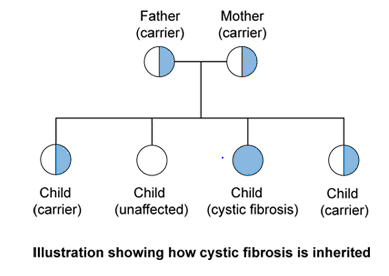 Father Mother
(carrier) (carrier)
Child Child Child Child
(carrier) (unaffected) (cystic fibrosis) (carrier)
Illustration showing how cystic fibrosis is inherited